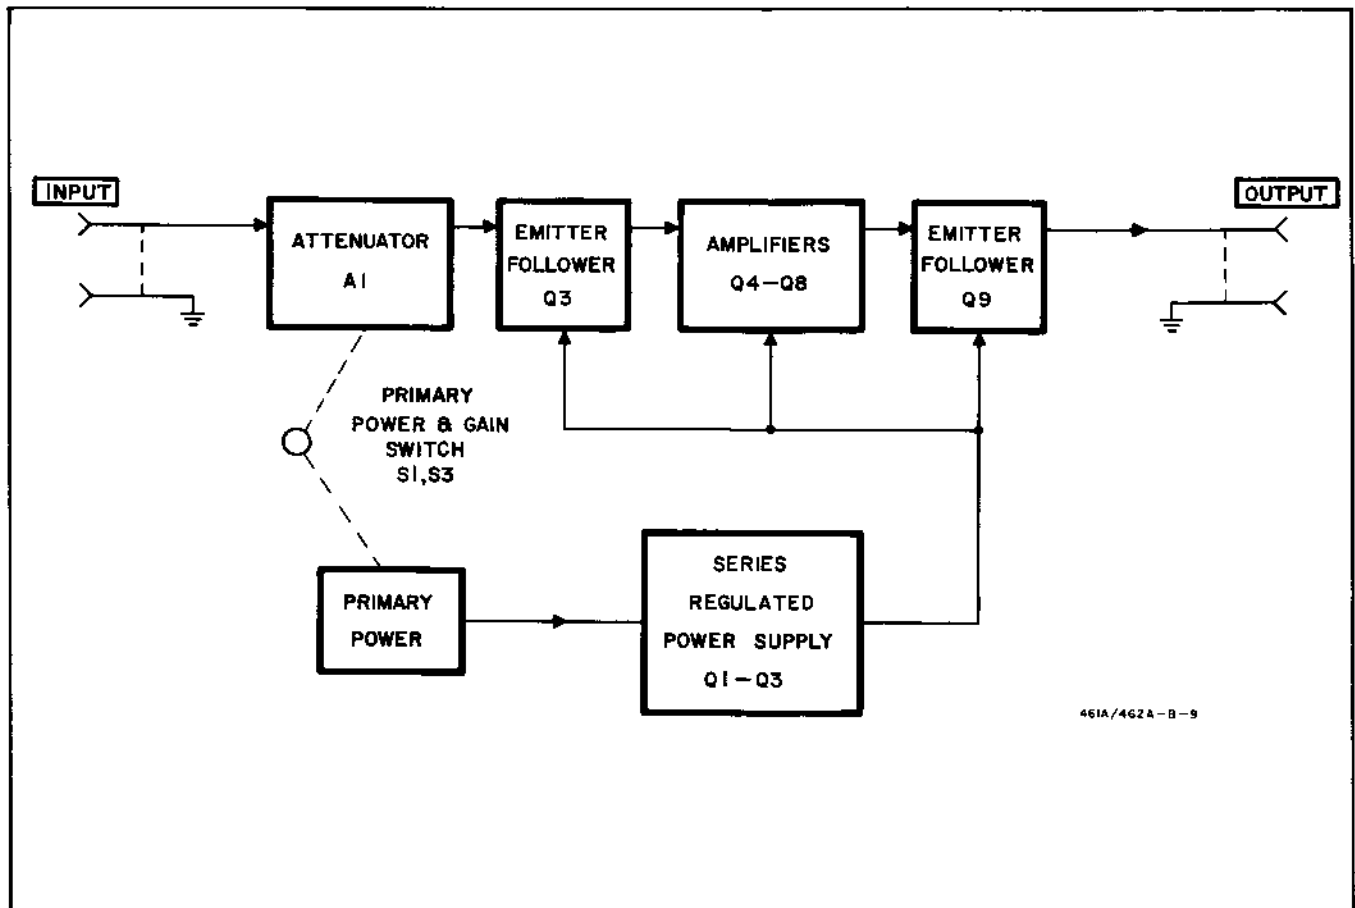 INPUT
OUTPUT
ATTENUATOR
A1
EMITTER
FOLLOWER
Q3
AMPLIFIERS
Q4-Q8
EMITTER
FOLLOWER
Q9
PRIMARY
POWER & GAIN
SWITCH
S1,S3
PRIMARY
POWER
SERIES
REGULATED
POWER SUPPLY
Q1-Q3
461A/462A-B-9